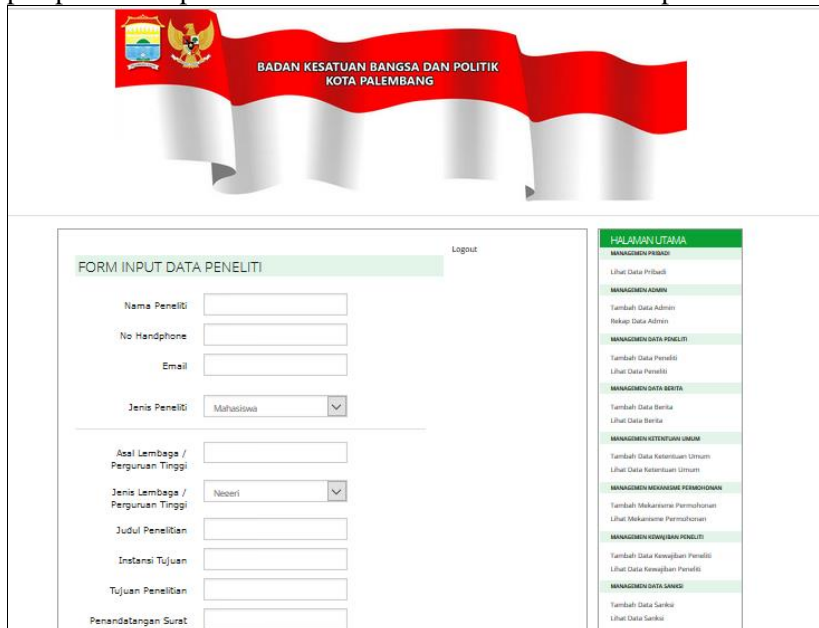 BADAN KESATUAN BANGSA DAN POLITIK
KOTA PALEMBANG
Logout
FORM INPUT DATA PENELITI
Nama Peneliti
No Handphone
Email
Jenis Peneliti
Mahasiswa
Asal Lembaga /
Perguruan Tinggi
Jenis Lembaga /
Perguruan Tinggi
Negeri
Judul Penelitian
Instansi Tujuan
Tujuan Penelitian
Penandatangan Surat
HALAMAN UTAMA
MANAGEMEN PRIBADI
Lihat Data Pribadi
MANAGEMEN ADMIN
Tambah Data Admin
Rekap Data Admin
MANAGEMEN DATA PENELITI
Tambah Data Peneliti
Lihat Data Peneliti
MANAGEMEN DATA BERITA
Tambah Data Berita
Lihat Data Berita
MANAGEMEN KETENTUAN UMUM
Tambah Data Ketentuan Umum
Lihat Data Ketentuan Umum
MANAGEMEN MEKANISME PERMOHONAN
Tambah Mekanisme Permohonan
Lihat Mekanisme Permohonan
MANAGEMEN KEWAJIBAN PENELITI
Tambah Data Kewajiban Peneliti
Lihat Data Kewajiban Peneliti
MANAGEMEN DATA SANKSI
Tambah Data Sanksi
Lihat Data Sanksi